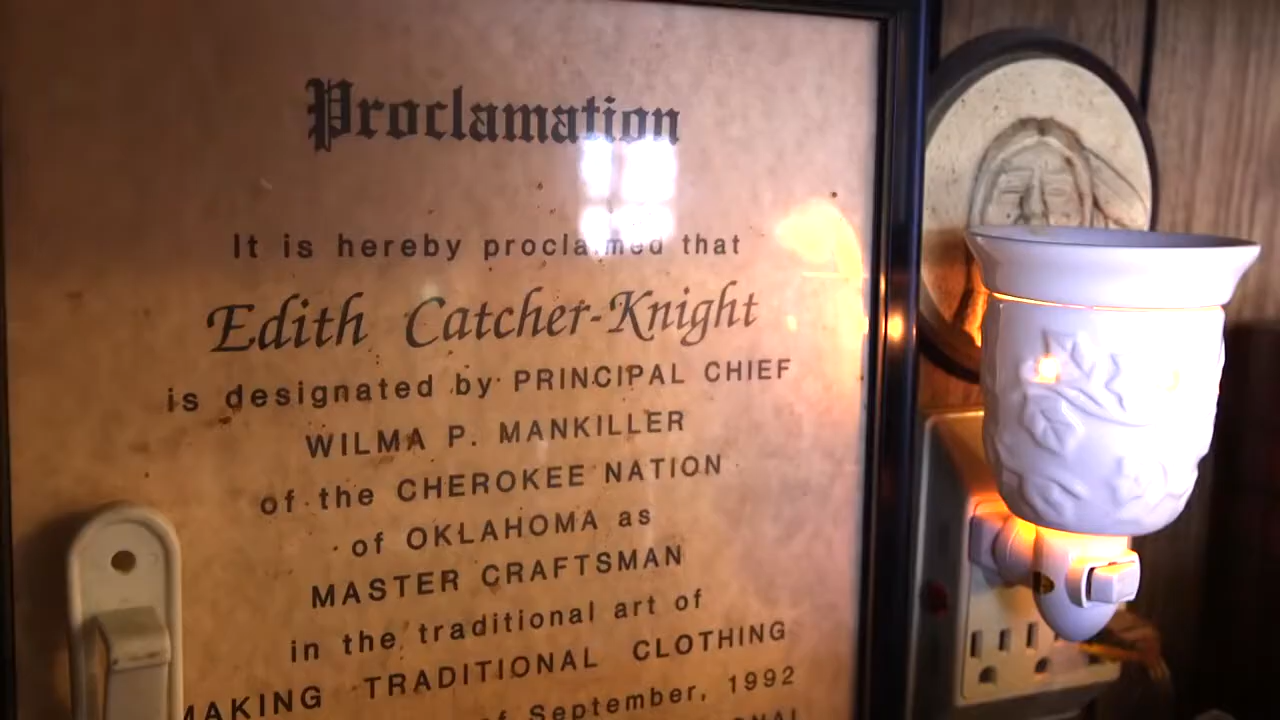 Proclamation
It is hereby proclaimed that
Edith Catcher-Knight
is designated by PRINCIPAL CHIEF
WILMA P. MANKILLER
of the CHEROKEE NATION
of OKLAHOMA as
MASTER CRAFTSMAN
in the traditional art of
MAKING TRADITIONAL CLOTHING
of September, 1992